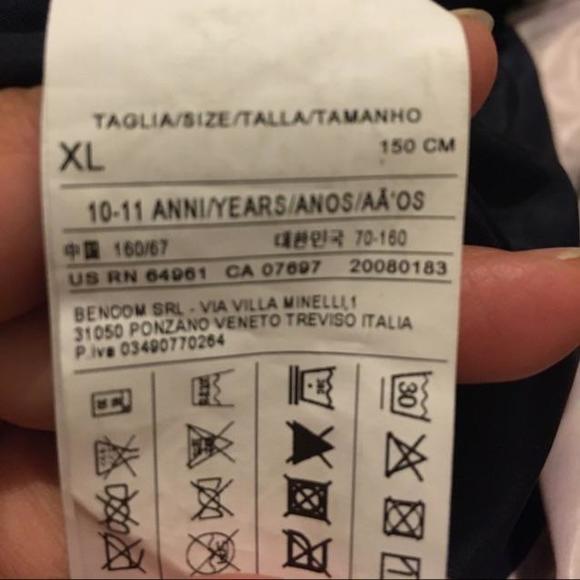 TAGLIA/SIZE/TALLA/TAMANHO
XL 150 CM
10-11 ANNI/YEARS/ANOS/AÃ'OS
中国 160/67 대한민국 70-160
US RN 64961 CA 07697 20080183
BENCOM SRL - VIA VILLA MINELLI,1
31050 PONZANO VENETO TREVISO ITALIA
P.iva 03490770264
30